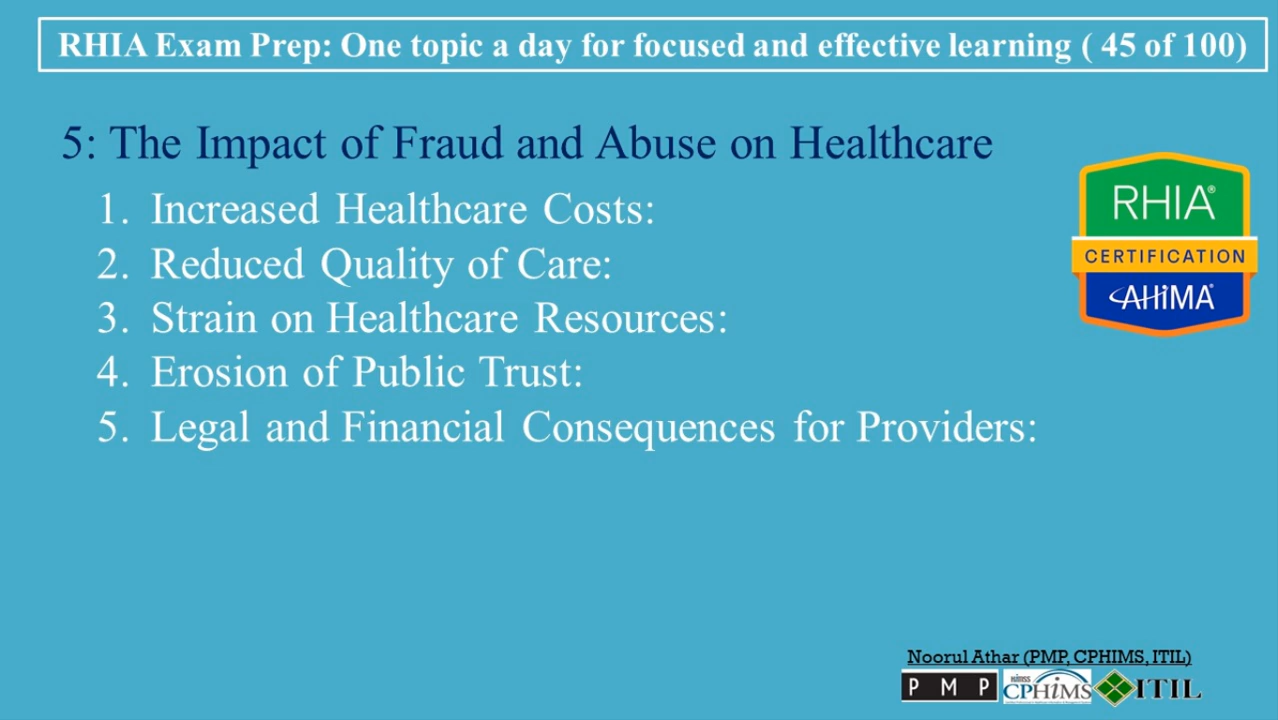 RHIA Exam Prep: One topic a day for focused and effective learning ( 45 of 100)
5: The Impact of Fraud and Abuse on Healthcare
1. Increased Healthcare Costs:
2. Reduced Quality of Care:
3. Strain on Healthcare Resources:
4. Erosion of Public Trust:
5. Legal and Financial Consequences for Providers:
RHIA®
CERTIFICATION
AHiMA
Noorul Athar (PMP, CPHIMS, ITIL)
P M P
himss
CPHiMS
ITIL